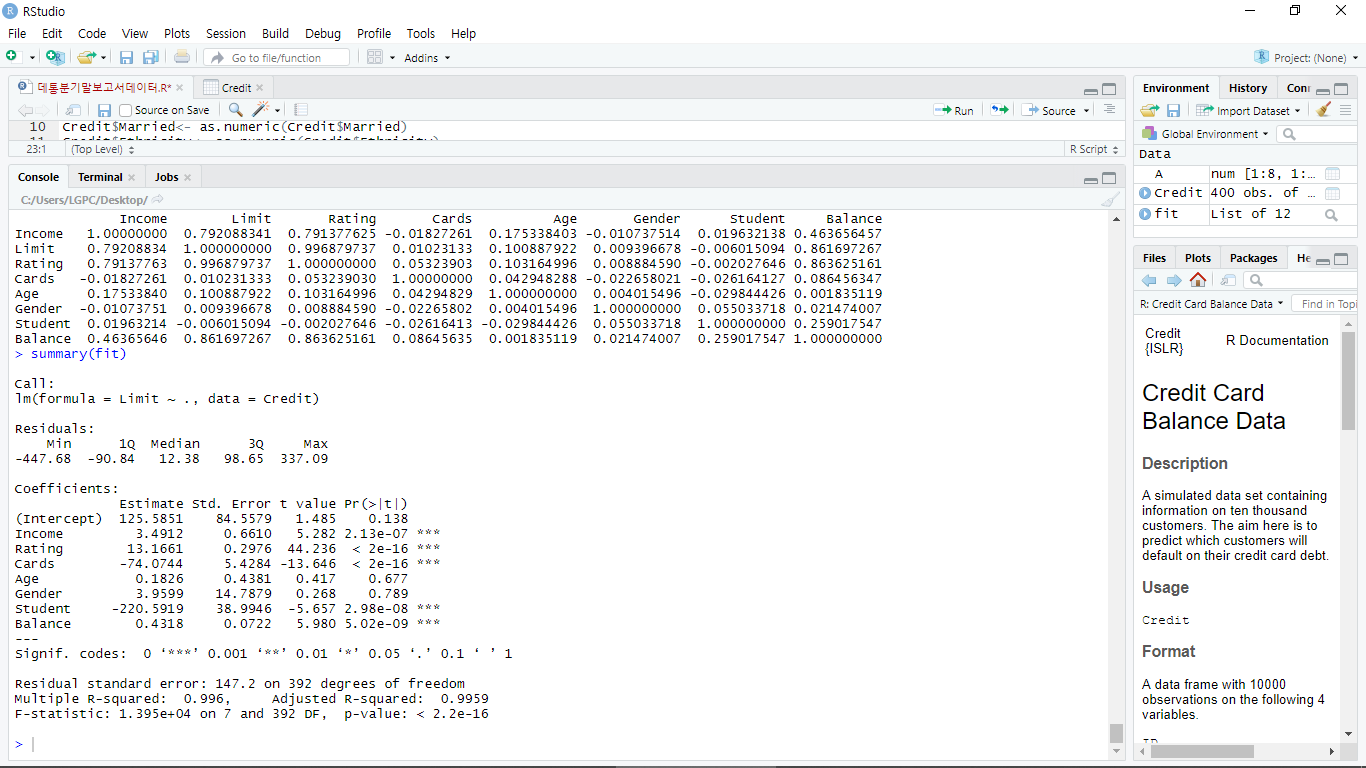 RStudio
File Edit Code View Plots Session Build Debug Profile Tools Help
Go to file/function Addins Project: (None)
데통분기말보고서데이터.R* Credit
Source on Save Run Source
10 Credit$Married<- as.numeric(Credit$Married)
23:1 (Top Level) R Script
Console Terminal Jobs
C:/Users/LGPC/Desktop/
Income Limit Rating Cards Age Gender Student Balance
Income 1.00000000 0.792088341 0.791377625 -0.01827261 0.175338403 -0.010737514 0.019632138 0.463656457
Limit 0.79208834 1.000000000 0.996879737 0.01023133 0.100887922 0.009396678 -0.006015094 0.861697267
Rating 0.79137763 0.996879737 1.000000000 0.05323903 0.103164996 0.008884590 -0.002027646 0.863625161
Cards -0.01827261 0.010231333 0.053239030 1.00000000 0.042948288 -0.022658021 -0.026164127 0.086456347
Age 0.17533840 0.100887922 0.103164996 0.04294829 1.000000000 0.004015496 -0.029844426 0.001835119
Gender -0.01073751 0.009396678 0.008884590 -0.02265802 0.004015496 1.000000000 0.055033718 0.021474007
Student 0.01963214 -0.006015094 -0.002027646 -0.02616413 -0.029844426 0.055033718 1.000000000 0.259017547
Balance 0.46365646 0.861697267 0.863625161 0.08645635 0.001835119 0.021474007 0.259017547 1.000000000
> summary(fit)
Call:
lm(formula = Limit ~ ., data = Credit)
Residuals:
Min 1Q Median 3Q Max
-447.68 -90.84 12.38 98.65 337.09
Coefficients:
Estimate Std. Error t value Pr(>|t|)
(Intercept) 125.5851 84.5579 1.485 0.138
Income 3.4912 0.6610 5.282 2.13e-07 ***
Rating 13.1661 0.2976 44.236 < 2e-16 ***
Cards -74.0744 5.4284 -13.646 < 2e-16 ***
Age 0.1826 0.4381 0.417 0.677
Gender 3.9599 14.7879 0.268 0.789
Student -220.5919 38.9946 -5.657 2.98e-08 ***
Balance 0.4318 0.0722 5.980 5.02e-09 ***
---
Signif. codes: 0 ‘***’ 0.001 ‘**’ 0.01 ‘*’ 0.05 ‘.’ 0.1 ‘ ’ 1
Residual standard error: 147.2 on 392 degrees of freedom
Multiple R-squared: 0.996, Adjusted R-squared: 0.9959
F-statistic: 1.395e+04 on 7 and 392 DF, p-value: < 2.2e-16
>
Environment History Conn
Import Dataset
Global Environment
Data
A num [1:8, 1:…
Credit 400 obs. of …
fit List of 12
Files Plots Packages He
R: Credit Card Balance Data Find in Topi
Credit
{ISLR} R Documentation
Credit Card
Balance Data
Description
A simulated data set containing
information on ten thousand
customers. The aim here is to
predict which customers will
default on their credit card debt.
Usage
Credit
Format
A data frame with 10000
observations on the following 4
variables.